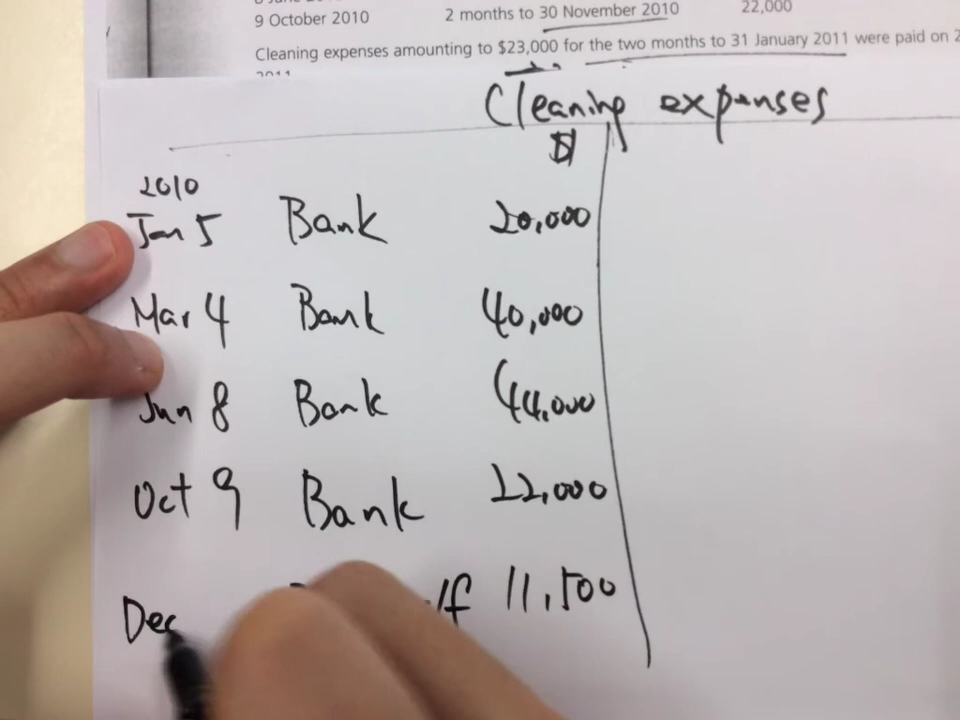 9 October 2010 2 months to 30 November 2010 22,000
Cleaning expenses amounting to $23,000 for the two months to 31 January 2011 were paid on 2
2011
Cleaning expenses
$
2010
Jan 5 Bank 20,000
Mar 4 Bank 40,000
Jun 8 Bank 44,000
Oct 9 Bank 22,000
Dec 11,500